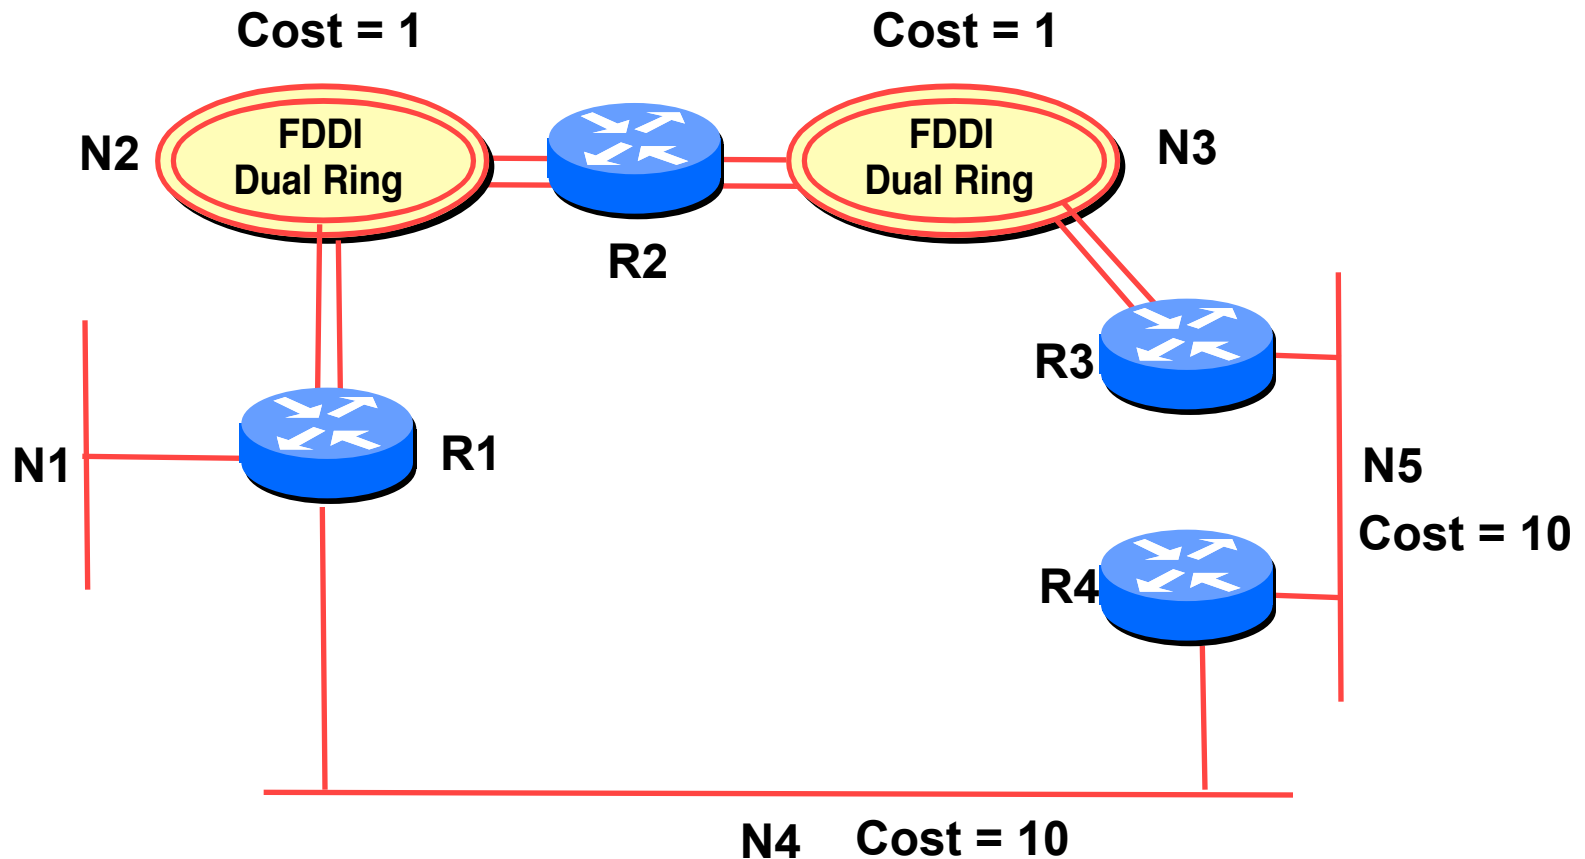 Cost = 1
Cost = 1
FDDI
Dual Ring
FDDI
Dual Ring
N2
N3
R2
R3
R1
N1
N5
Cost = 10
R4
N4
Cost = 10